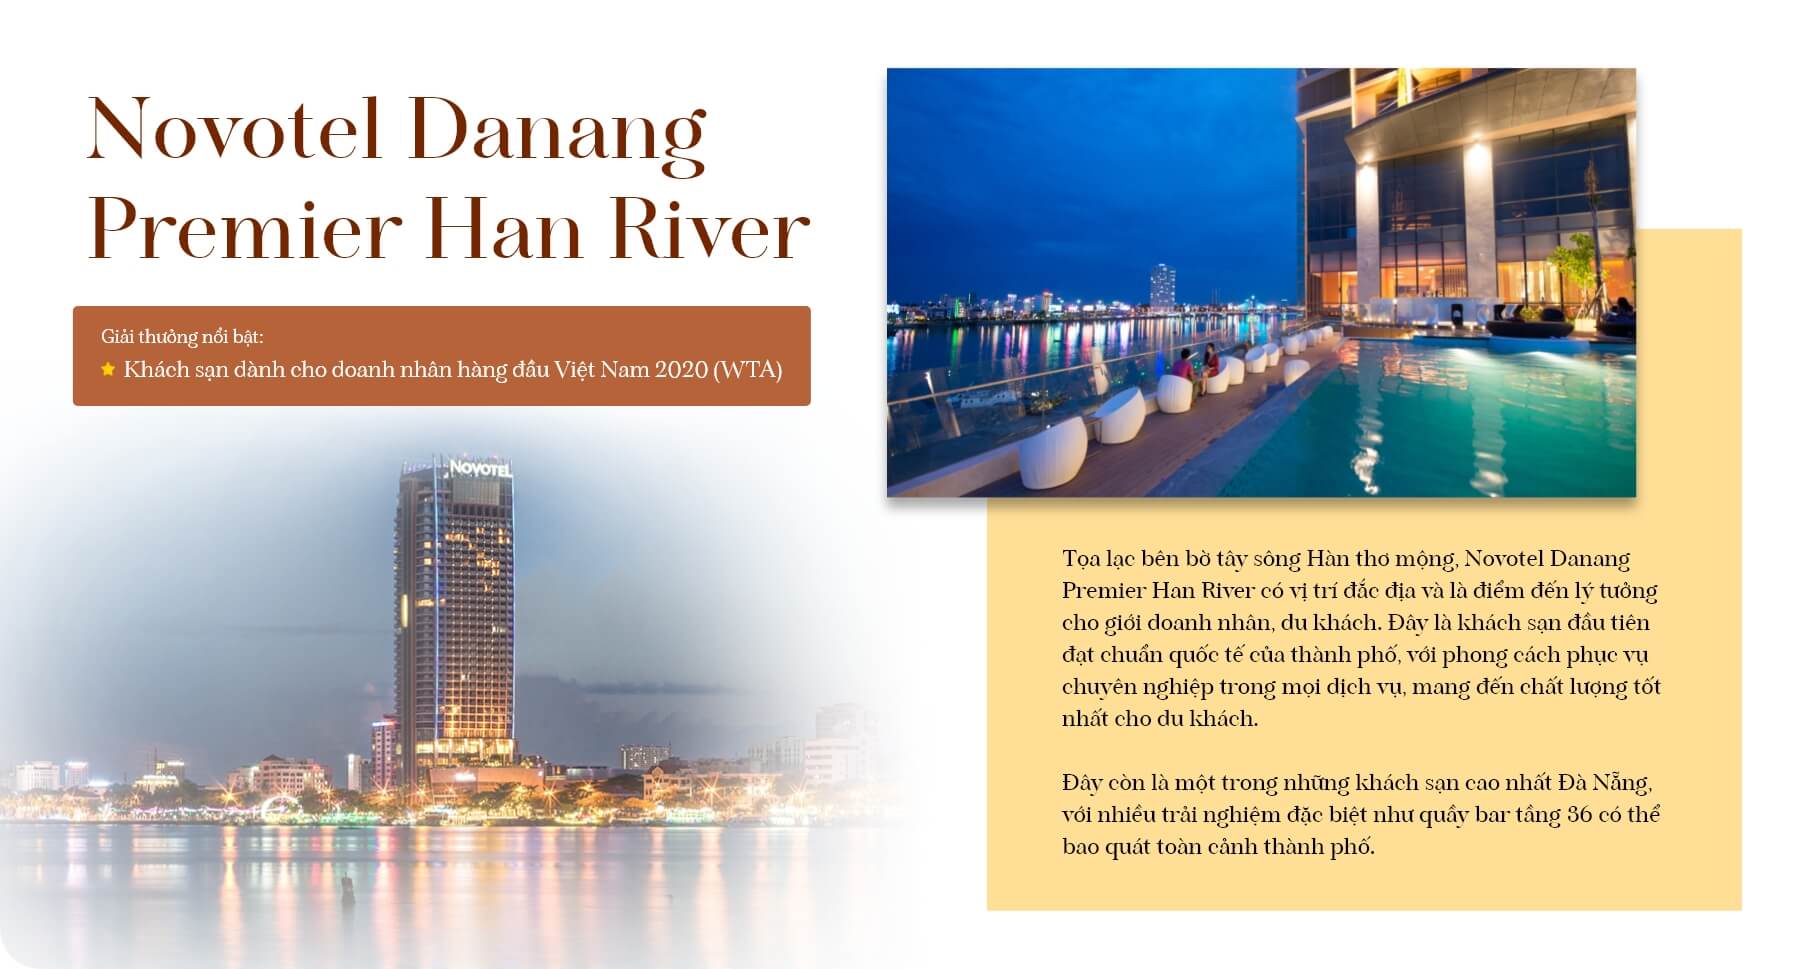 Novotel Danang
Premier Han River
Giải thưởng nổi bật:
Khách sạn dành cho doanh nhân hàng đầu Việt Nam 2020 (WTA)
NOVOTEL
Tọa lạc bên bờ tây sông Hàn thơ mộng, Novotel Danang
Premier Han River có vị trí đắc địa và là điểm đến lý tưởng
cho giới doanh nhân, du khách. Đây là khách sạn đầu tiên
đạt chuẩn quốc tế của thành phố, với phong cách phục vụ
chuyên nghiệp trong mọi dịch vụ, mang đến chất lượng tốt
nhất cho du khách.
Đây còn là một trong những khách sạn cao nhất Đà Nẵng,
với nhiều trải nghiệm đặc biệt như quầy bar tầng 36 có thể
bao quát toàn cảnh thành phố.